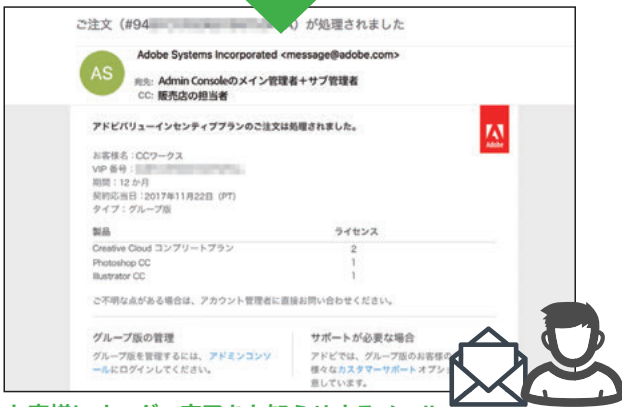 ご注文（#94 ）が処理されました
Adobe Systems Incorporated <message@adobe.com>
AS
宛先: Admin Consoleのメイン管理者＋サブ管理者
CC: 販売店の担当者
アドビバリューインセンティブプランのご注文は処理されました。
Adobe
お客様名：CCワークス
VIP 番号：
期間：12 か月
契約応当日：2017年11月22日（PT）
タイプ：グループ版
製品 ライセンス
Creative Cloud コンプリートプラン 2
Photoshop CC 1
Illustrator CC 1
ご不明な点がある場合は、アカウント管理者に直接お問い合わせください。
グループ版の管理
グループ版を管理するには、アドミンコンソ
ールにログインしてください。
サポートが必要な場合
アドビでは、グループ版のお客様の
様々なカスタマーサポートオプシ
意しています。